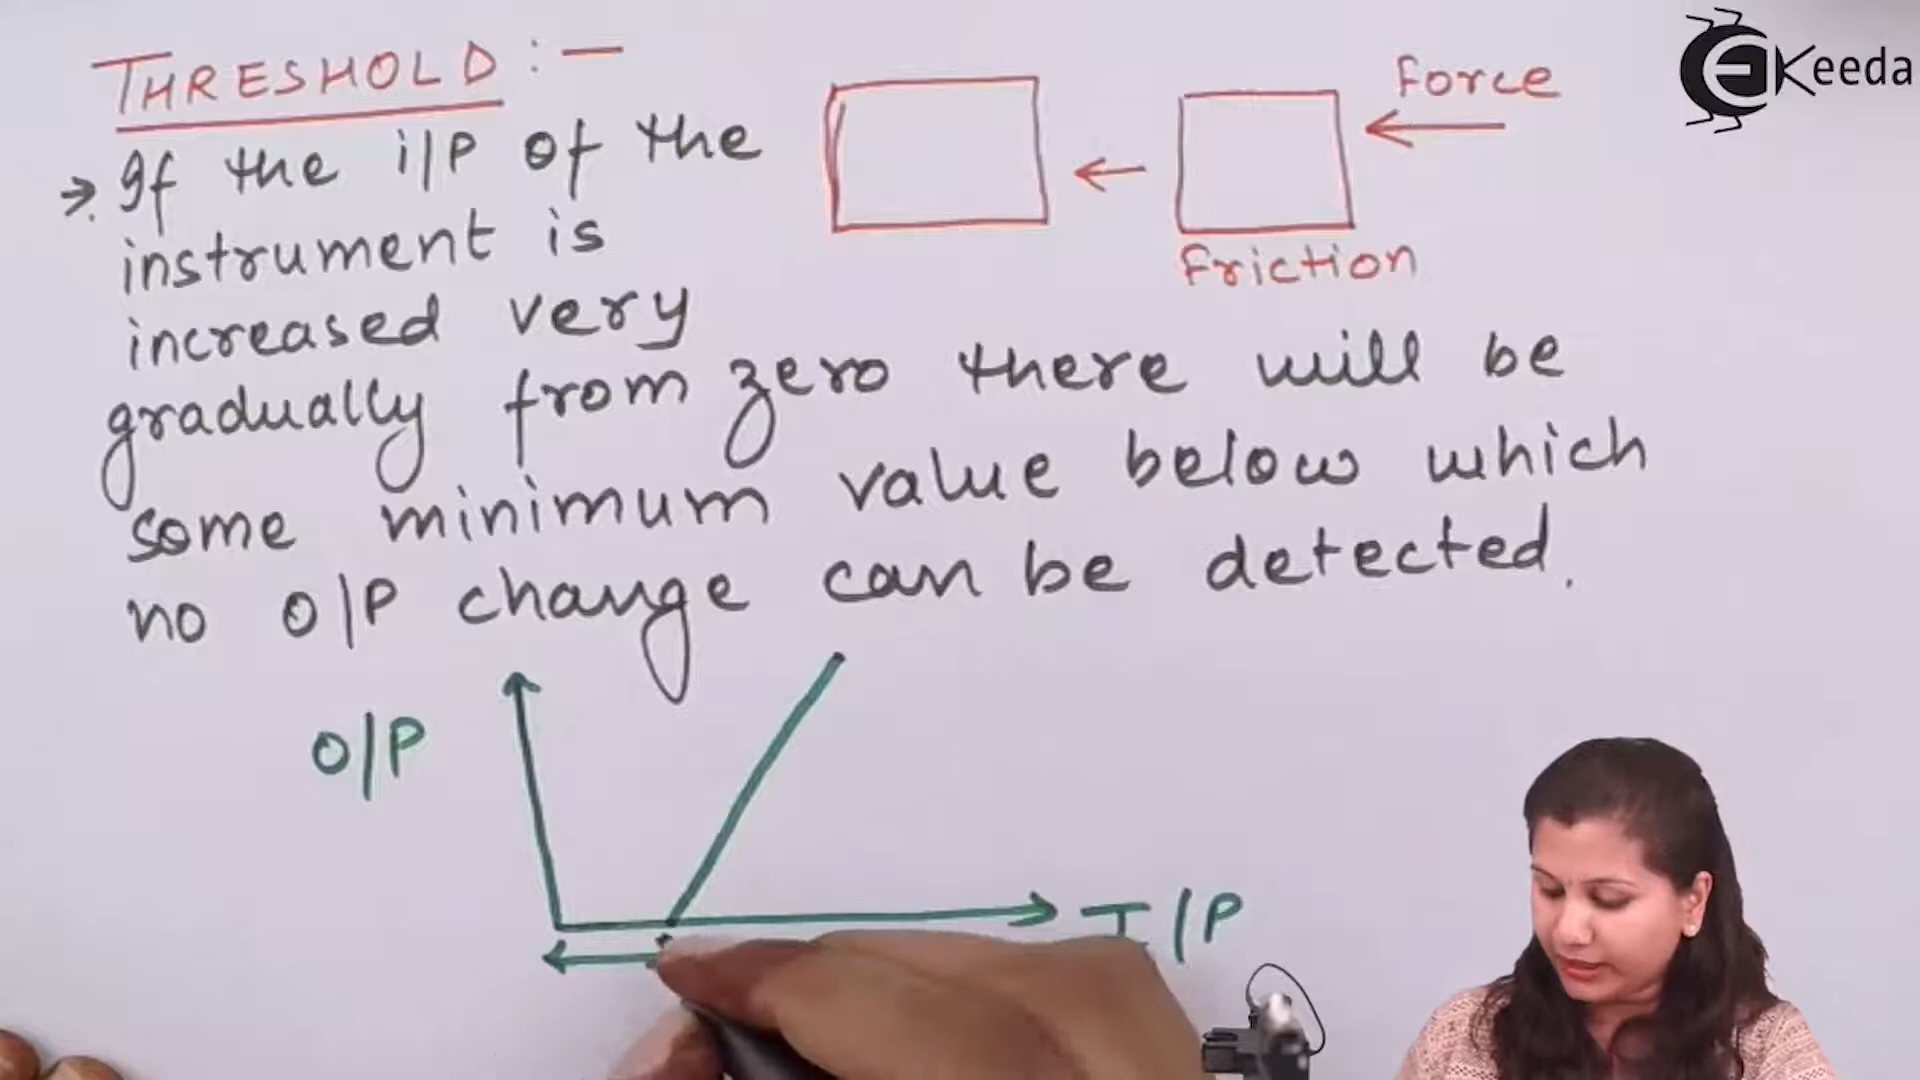 THRESHOLD :-
Force
EKeeda
→ If the i/P of the
instrument is
Friction
increased very
gradually from zero there will be
some minimum value below which
no O/P change can be detected.
O/P
I/P